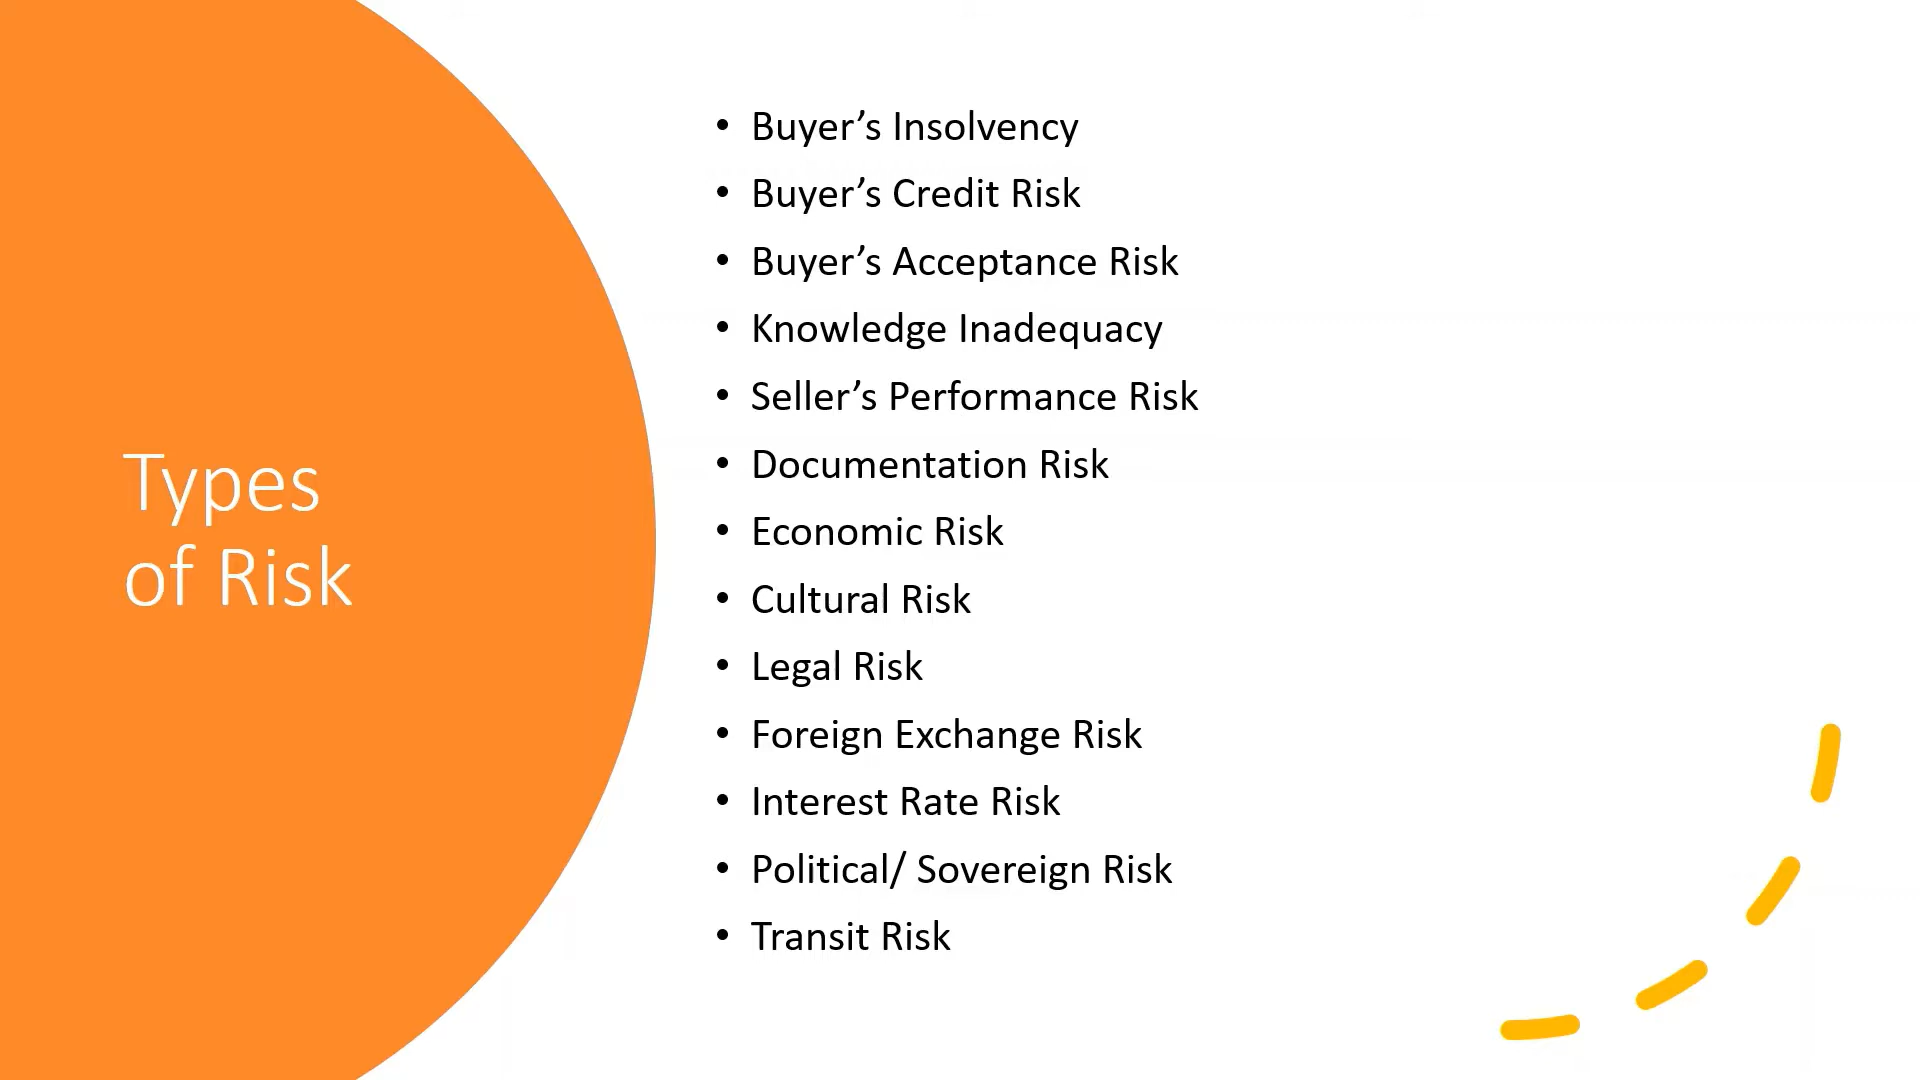 Types
of Risk
• Buyer’s Insolvency
• Buyer’s Credit Risk
• Buyer’s Acceptance Risk
• Knowledge Inadequacy
• Seller’s Performance Risk
• Documentation Risk
• Economic Risk
• Cultural Risk
• Legal Risk
• Foreign Exchange Risk
• Interest Rate Risk
• Political/ Sovereign Risk
• Transit Risk